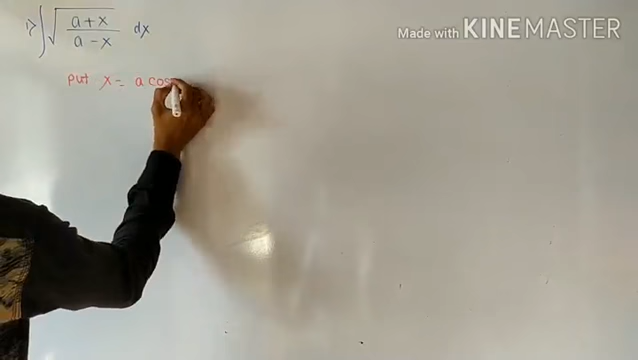 1> ∫ √((a + x)/(a - x)) dx
put x = a cos
Made with KINEMASTER